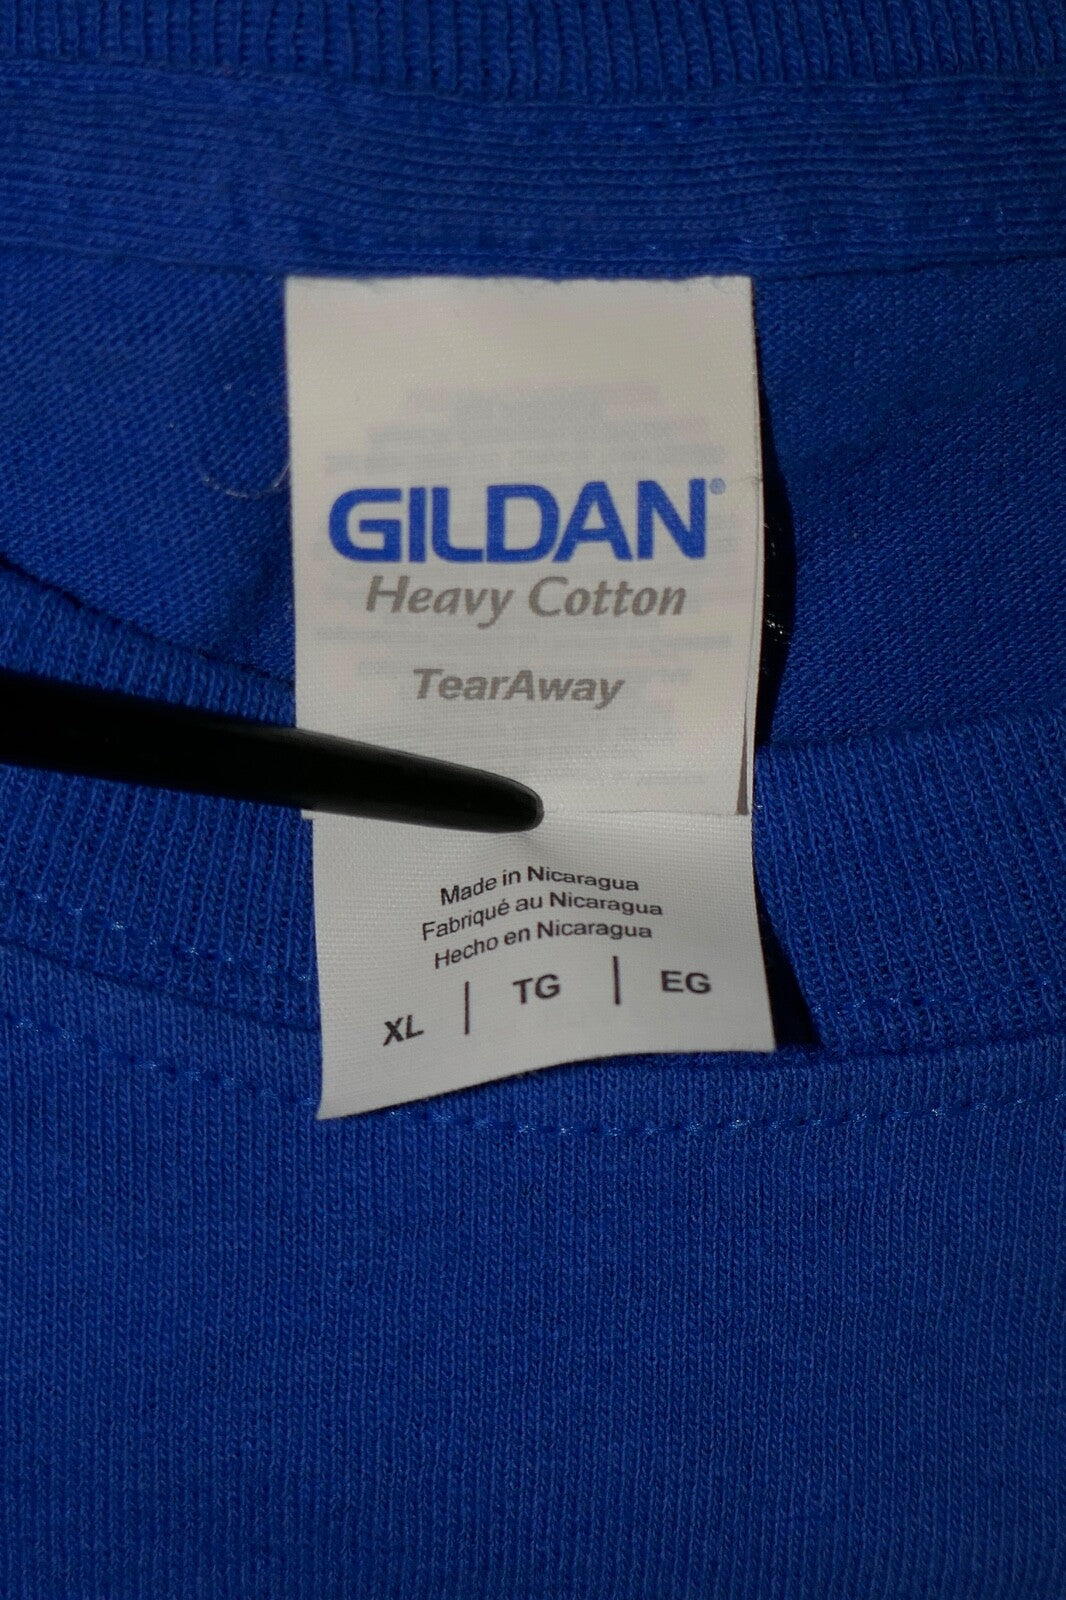 GILDAN®
Heavy Cotton
TearAway
Made in Nicaragua
Fabriqué au Nicaragua
Hecho en Nicaragua
XL | TG | EG